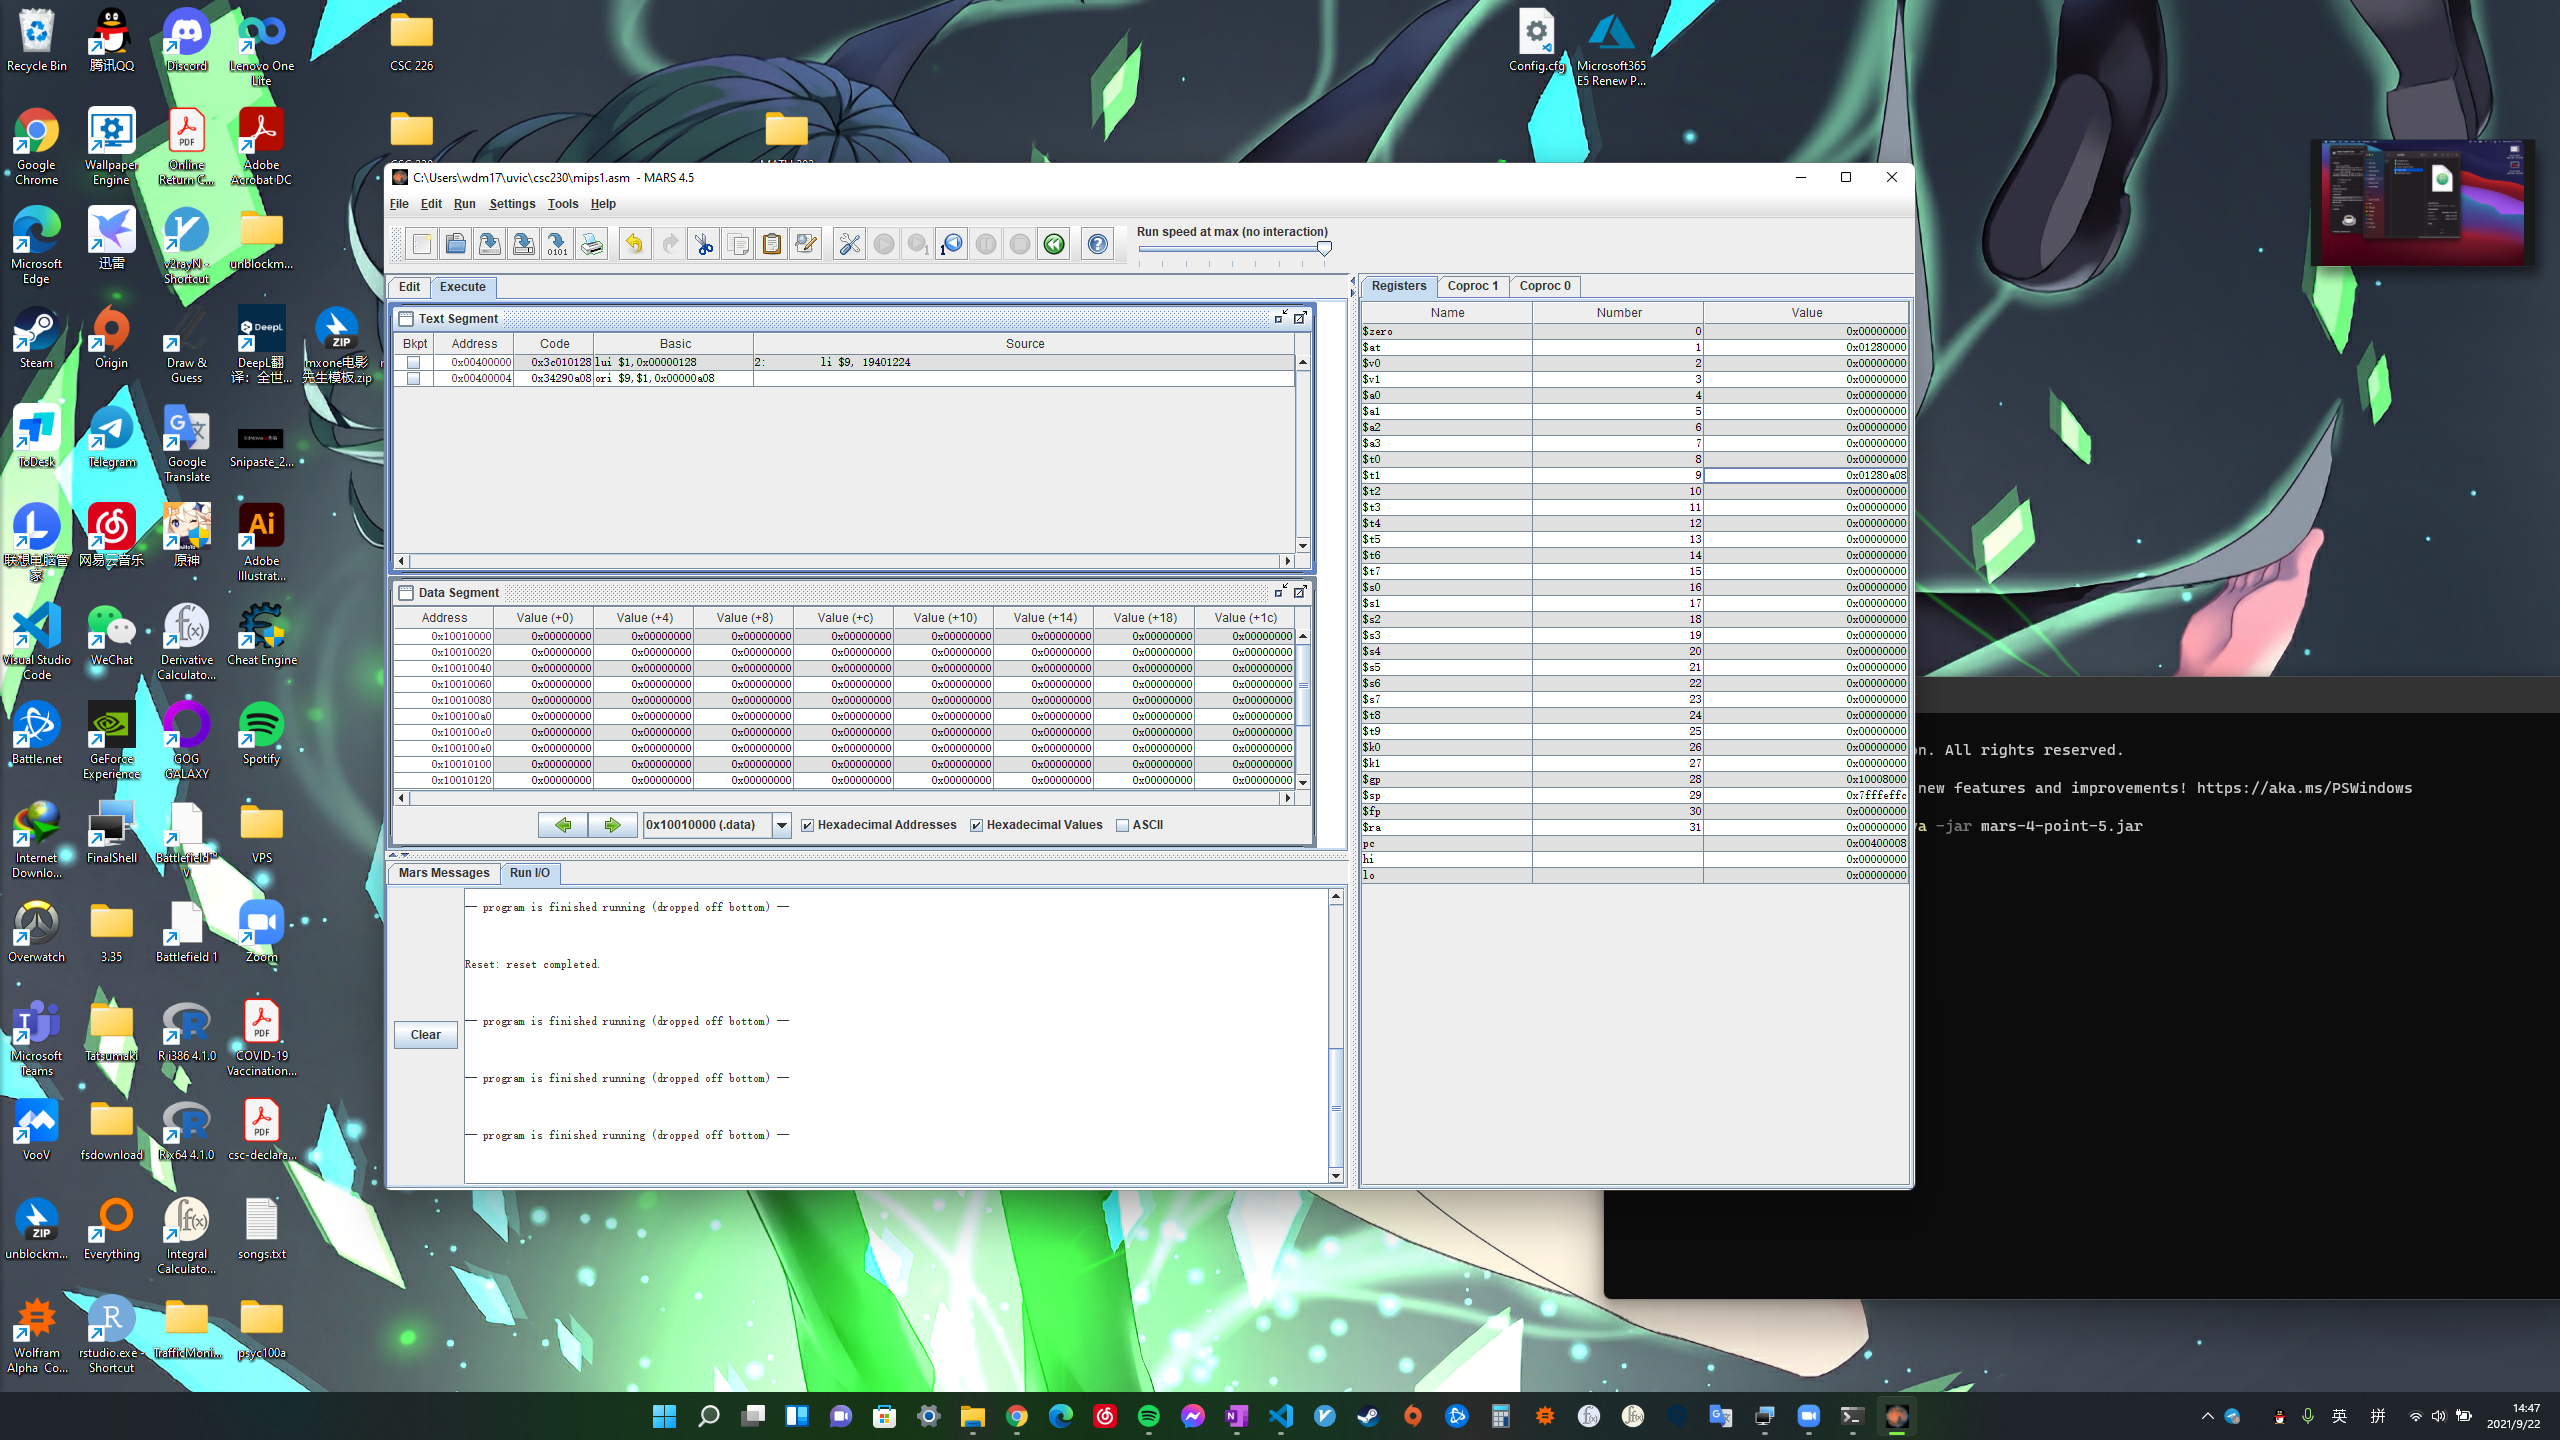 Recycle Bin
腾讯QQ
Discord
Lenovo One Lite
CSC 226
Config.cfg
Microsoft365 E5 Renew P...
Google Chrome
Wallpaper Engine
Online Return C...
Adobe Acrobat DC
Microsoft Edge
迅雷
v2rayN - Shortcut
unblockm...
Steam
Origin
Draw & Guess
DeepL翻译：全世...
mxone电影先生模板.zip
ToDesk
Telegram
Google Translate
Snipaste_2...
联想电脑管家
网易云音乐
原神
Adobe Illustrat...
Visual Studio Code
WeChat
Derivative Calculato...
Cheat Engine
Battle.net
GeForce Experience
GOG GALAXY
Spotify
Internet Downlo...
FinalShell
Battlefield™ V
VPS
Overwatch
3.35
Battlefield 1
Zoom
Microsoft Teams
Tatsumaki
R i386 4.1.0
COVID-19 Vaccination...
VooV
fsdownload
R x64 4.1.0
csc-declara...
unblockm...
Everything
Integral Calculato...
songs.txt
Wolfram Alpha Co...
rstudio.exe - Shortcut
TrafficMoni...
psyc100a
C:\Users\wdm17\uvic\csc230\mips1.asm - MARS 4.5
File Edit Run Settings Tools Help
Run speed at max (no interaction)
Edit Execute
Text Segment
Bkpt Address Code Basic Source
0x00400000 0x3c010128 lui $1,0x00000128 2: li $9, 19401224
0x00400004 0x34290a08 ori $9,$1,0x00000a08
Data Segment
Address Value (+0) Value (+4) Value (+8) Value (+c) Value (+10) Value (+14) Value (+18) Value (+1c)
0x10010000 0x00000000 0x00000000 0x00000000 0x00000000 0x00000000 0x00000000 0x00000000 0x00000000
0x10010020 0x00000000 0x00000000 0x00000000 0x00000000 0x00000000 0x00000000 0x00000000 0x00000000
0x10010040 0x00000000 0x00000000 0x00000000 0x00000000 0x00000000 0x00000000 0x00000000 0x00000000
0x10010060 0x00000000 0x00000000 0x00000000 0x00000000 0x00000000 0x00000000 0x00000000 0x00000000
0x10010080 0x00000000 0x00000000 0x00000000 0x00000000 0x00000000 0x00000000 0x00000000 0x00000000
0x100100a0 0x00000000 0x00000000 0x00000000 0x00000000 0x00000000 0x00000000 0x00000000 0x00000000
0x100100c0 0x00000000 0x00000000 0x00000000 0x00000000 0x00000000 0x00000000 0x00000000 0x00000000
0x100100e0 0x00000000 0x00000000 0x00000000 0x00000000 0x00000000 0x00000000 0x00000000 0x00000000
0x10010100 0x00000000 0x00000000 0x00000000 0x00000000 0x00000000 0x00000000 0x00000000 0x00000000
0x10010120 0x00000000 0x00000000 0x00000000 0x00000000 0x00000000 0x00000000 0x00000000 0x00000000
0x10010000 (.data) Hexadecimal Addresses Hexadecimal Values ASCII
Mars Messages Run I/O
Clear
-- program is finished running (dropped off bottom) --
Reset: reset completed.
-- program is finished running (dropped off bottom) --
-- program is finished running (dropped off bottom) --
-- program is finished running (dropped off bottom) --
Registers Coproc 1 Coproc 0
Name Number Value
$zero 0 0x00000000
$at 1 0x01280000
$v0 2 0x00000000
$v1 3 0x00000000
$a0 4 0x00000000
$a1 5 0x00000000
$a2 6 0x00000000
$a3 7 0x00000000
$t0 8 0x00000000
$t1 9 0x01280a08
$t2 10 0x00000000
$t3 11 0x00000000
$t4 12 0x00000000
$t5 13 0x00000000
$t6 14 0x00000000
$t7 15 0x00000000
$s0 16 0x00000000
$s1 17 0x00000000
$s2 18 0x00000000
$s3 19 0x00000000
$s4 20 0x00000000
$s5 21 0x00000000
$s6 22 0x00000000
$s7 23 0x00000000
$t8 24 0x00000000
$t9 25 0x00000000
$k0 26 0x00000000
$k1 27 0x00000000
$gp 28 0x10008000
$sp 29 0x7fffeffc
$fp 30 0x00000000
$ra 31 0x00000000
pc 0x00400008
hi 0x00000000
lo 0x00000000
n. All rights reserved.
new features and improvements! https://aka.ms/PSWindows
va -jar mars-4-point-5.jar
英 拼
14:47
2021/9/22